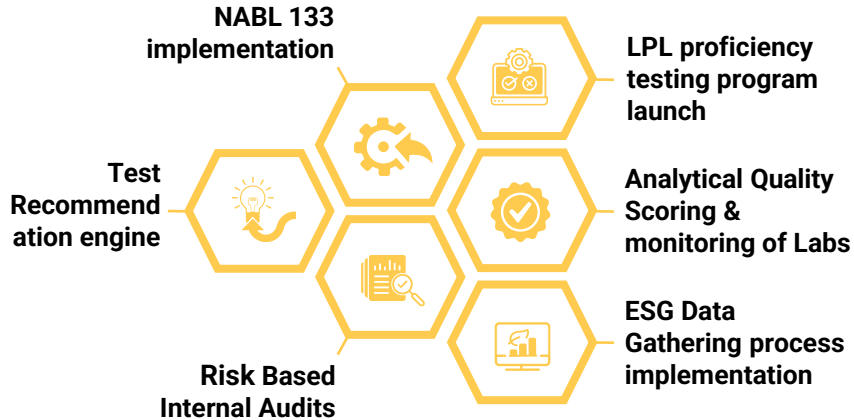 NABL 133
implementation
LPL proficiency
testing program
launch
Test
Recommend
ation engine
Analytical Quality
Scoring &
monitoring of Labs
Risk Based
Internal Audits
ESG Data
Gathering process
implementation